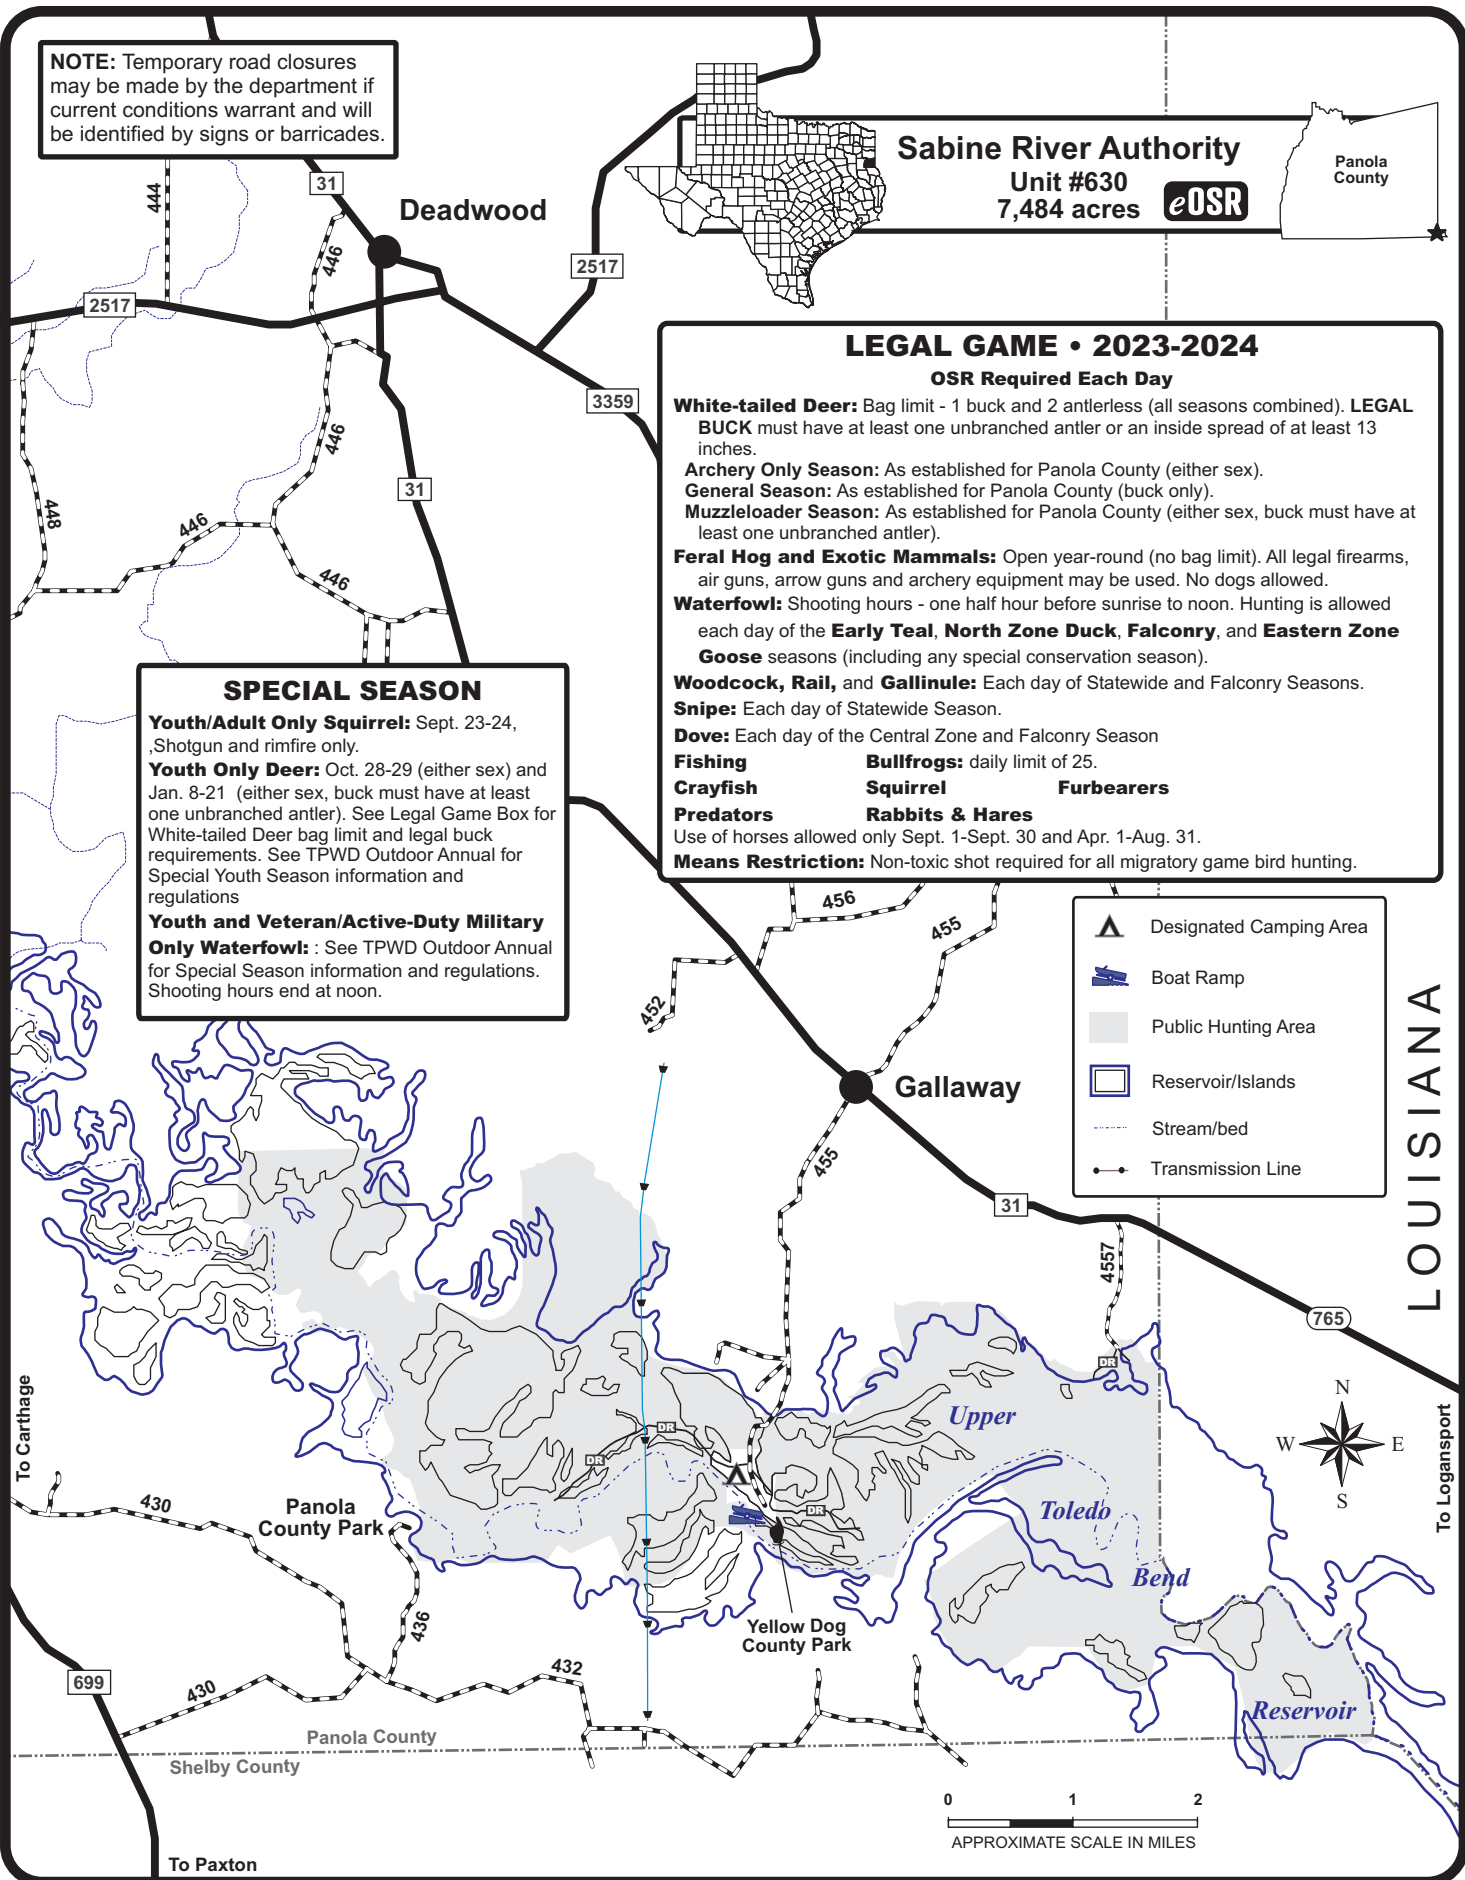 NOTE: Temporary road closures
may be made by the department if
current conditions warrant and will
be identified by signs or barricades.
Sabine River Authority
Unit #630
7,484 acres
eOSR
Panola
County
444
31
Deadwood
446
2517
2517
3359
446
31
448
446
446
LEGAL GAME • 2023-2024
OSR Required Each Day
White-tailed Deer: Bag limit - 1 buck and 2 antlerless (all seasons combined). LEGAL
BUCK must have at least one unbranched antler or an inside spread of at least 13
inches.
Archery Only Season: As established for Panola County (either sex).
General Season: As established for Panola County (buck only).
Muzzleloader Season: As established for Panola County (either sex, buck must have at
least one unbranched antler).
Feral Hog and Exotic Mammals: Open year-round (no bag limit). All legal firearms,
air guns, arrow guns and archery equipment may be used. No dogs allowed.
Waterfowl: Shooting hours - one half hour before sunrise to noon. Hunting is allowed
each day of the Early Teal, North Zone Duck, Falconry, and Eastern Zone
Goose seasons (including any special conservation season).
Woodcock, Rail, and Gallinule: Each day of Statewide and Falconry Seasons.
Snipe: Each day of Statewide Season.
Dove: Each day of the Central Zone and Falconry Season
Fishing Bullfrogs: daily limit of 25.
Crayfish Squirrel Furbearers
Predators Rabbits & Hares
Use of horses allowed only Sept. 1-Sept. 30 and Apr. 1-Aug. 31.
Means Restriction: Non-toxic shot required for all migratory game bird hunting.
SPECIAL SEASON
Youth/Adult Only Squirrel: Sept. 23-24,
,Shotgun and rimfire only.
Youth Only Deer: Oct. 28-29 (either sex) and
Jan. 8-21 (either sex, buck must have at least
one unbranched antler). See Legal Game Box for
White-tailed Deer bag limit and legal buck
requirements. See TPWD Outdoor Annual for
Special Youth Season information and
regulations
Youth and Veteran/Active-Duty Military
Only Waterfowl: : See TPWD Outdoor Annual
for Special Season information and regulations.
Shooting hours end at noon.
456
455
452
Designated Camping Area
Boat Ramp
Public Hunting Area
Reservoir/Islands
Stream/bed
Transmission Line
LOUISIANA
Gallaway
455
31
4557
765
DR
To Carthage
Upper
N
W E
S
To Logansport
DR
DR
DR
Toledo
Bend
430
Panola
County Park
436
Yellow Dog
County Park
432
699
430
Reservoir
Panola County
Shelby County
0 1 2
APPROXIMATE SCALE IN MILES
To Paxton